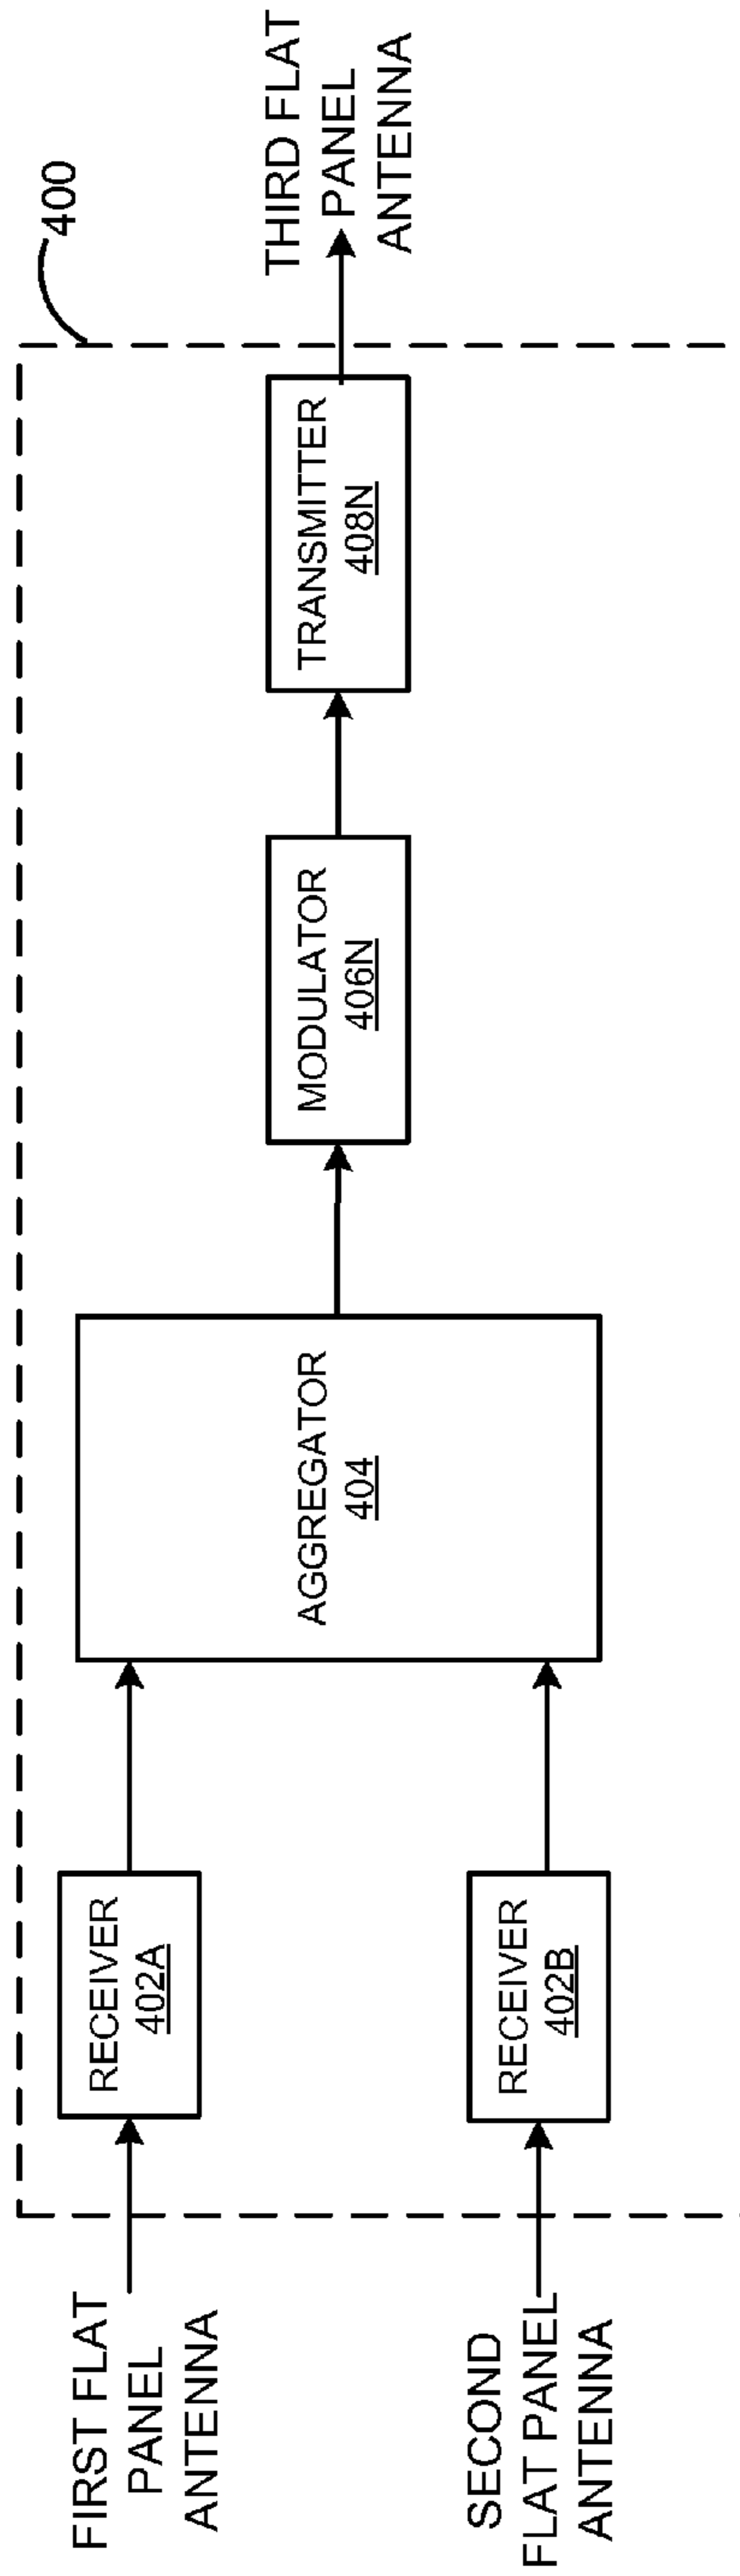 400
FIRST FLAT
PANEL
ANTENNA
RECEIVER
402A
SECOND
FLAT PANEL
ANTENNA
RECEIVER
402B
AGGREGATOR
404
MODULATOR
406N
TRANSMITTER
408N
THIRD FLAT
PANEL
ANTENNA